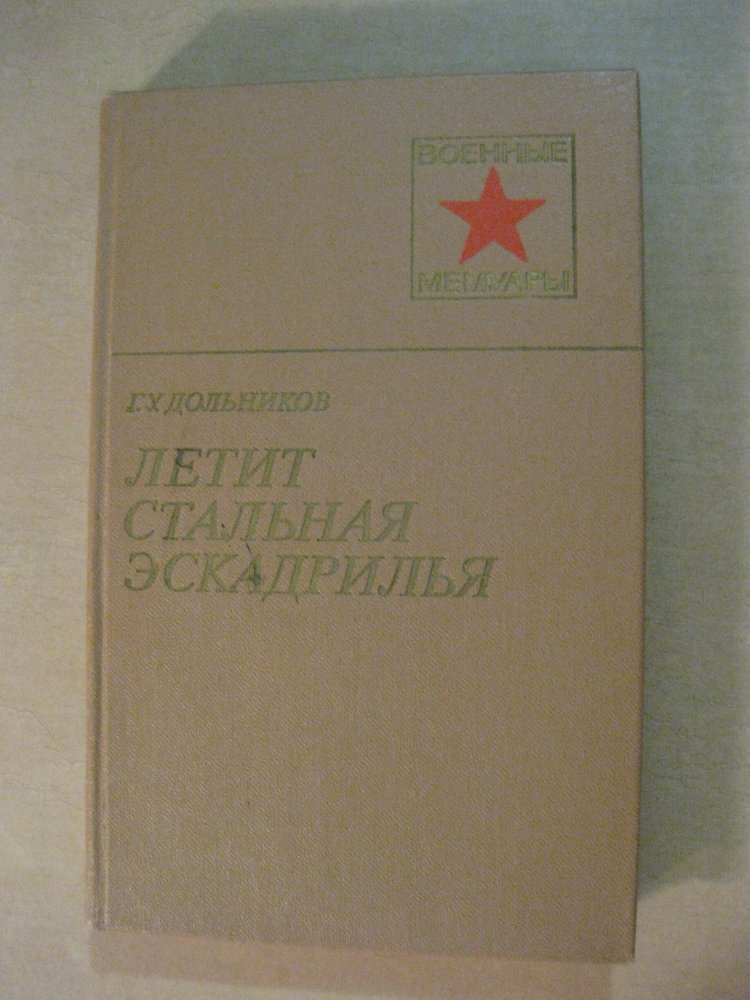 ВОЕННЫЕ
МЕМУАРЫ
Г.У ДОЛЬНИКОВ
ЛЕТИТ
СТАЛЬНАЯ
ЭСКАДРИЛЬЯ